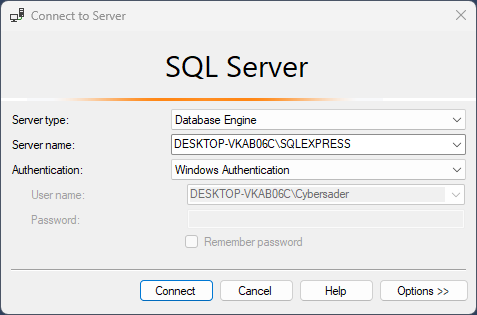 Connect to Server
SQL Server
Server type: Database Engine
Server name: DESKTOP-VKAB06C\SQLEXPRESS
Authentication: Windows Authentication
User name: DESKTOP-VKAB06C\Cybersader
Password:
Remember password
Connect Cancel Help Options >>